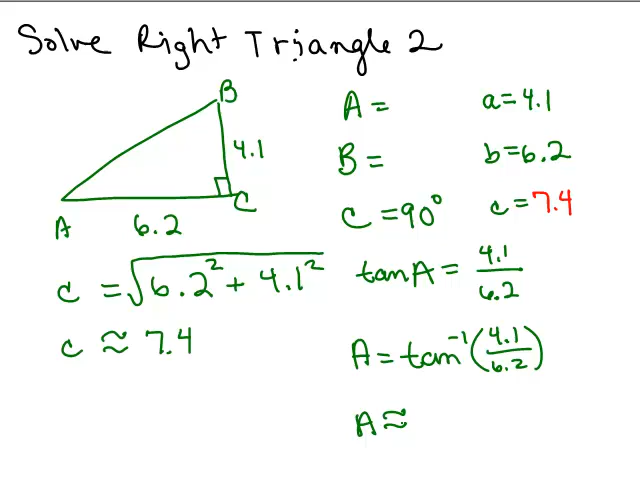 Solve Right Triangle 2
B
4.1
C
A
6.2
A =
a = 4.1
B =
b = 6.2
C = 90°
c = 7.4
c = √6.2² + 4.1²
c ≈ 7.4
tan A = 4.1/6.2
A = tan⁻¹(4.1/6.2)
A ≈